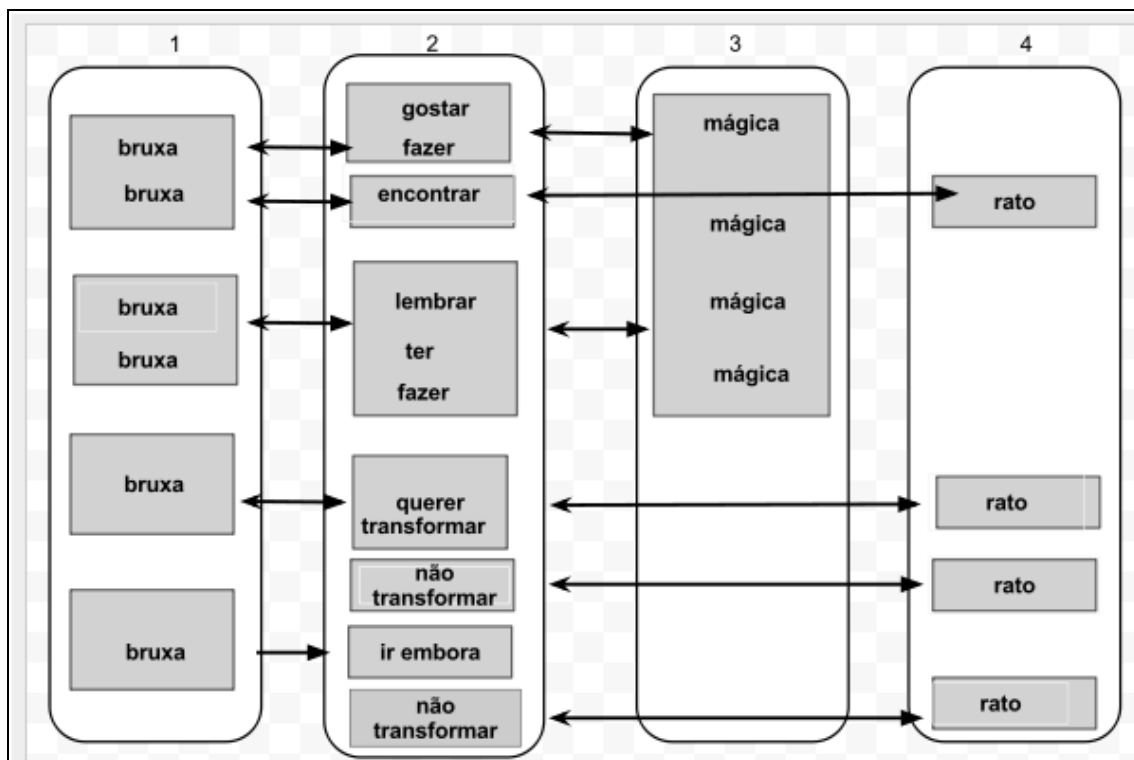 1
2
3
4
bruxa
bruxa
bruxa
bruxa
bruxa
bruxa
gostar
fazer
encontrar
lembrar
ter
fazer
querer
transformar
não
transformar
ir embora
não
transformar
mágica
mágica
mágica
mágica
rato
rato
rato
rato